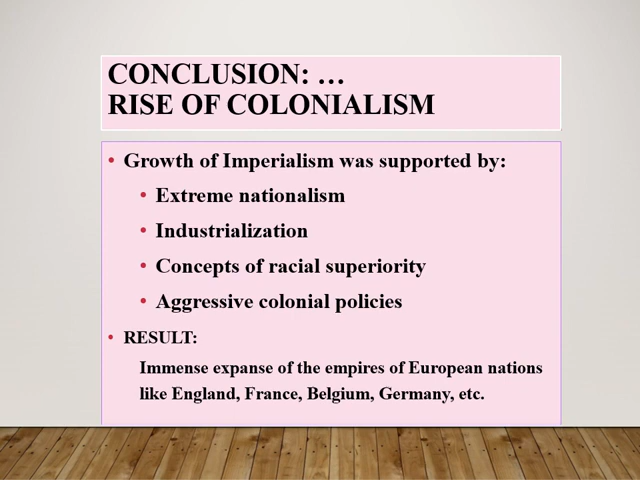 CONCLUSION: …
RISE OF COLONIALISM
• Growth of Imperialism was supported by:
• Extreme nationalism
• Industrialization
• Concepts of racial superiority
• Aggressive colonial policies
• RESULT:
Immense expanse of the empires of European nations
like England, France, Belgium, Germany, etc.